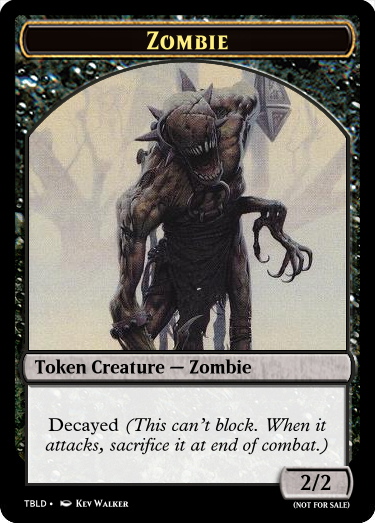 ZOMBIE
Token Creature — Zombie
Decayed (This can't block. When it
attacks, sacrifice it at end of combat.)
2/2
TBLD • KEV WALKER
(NOT FOR SALE)